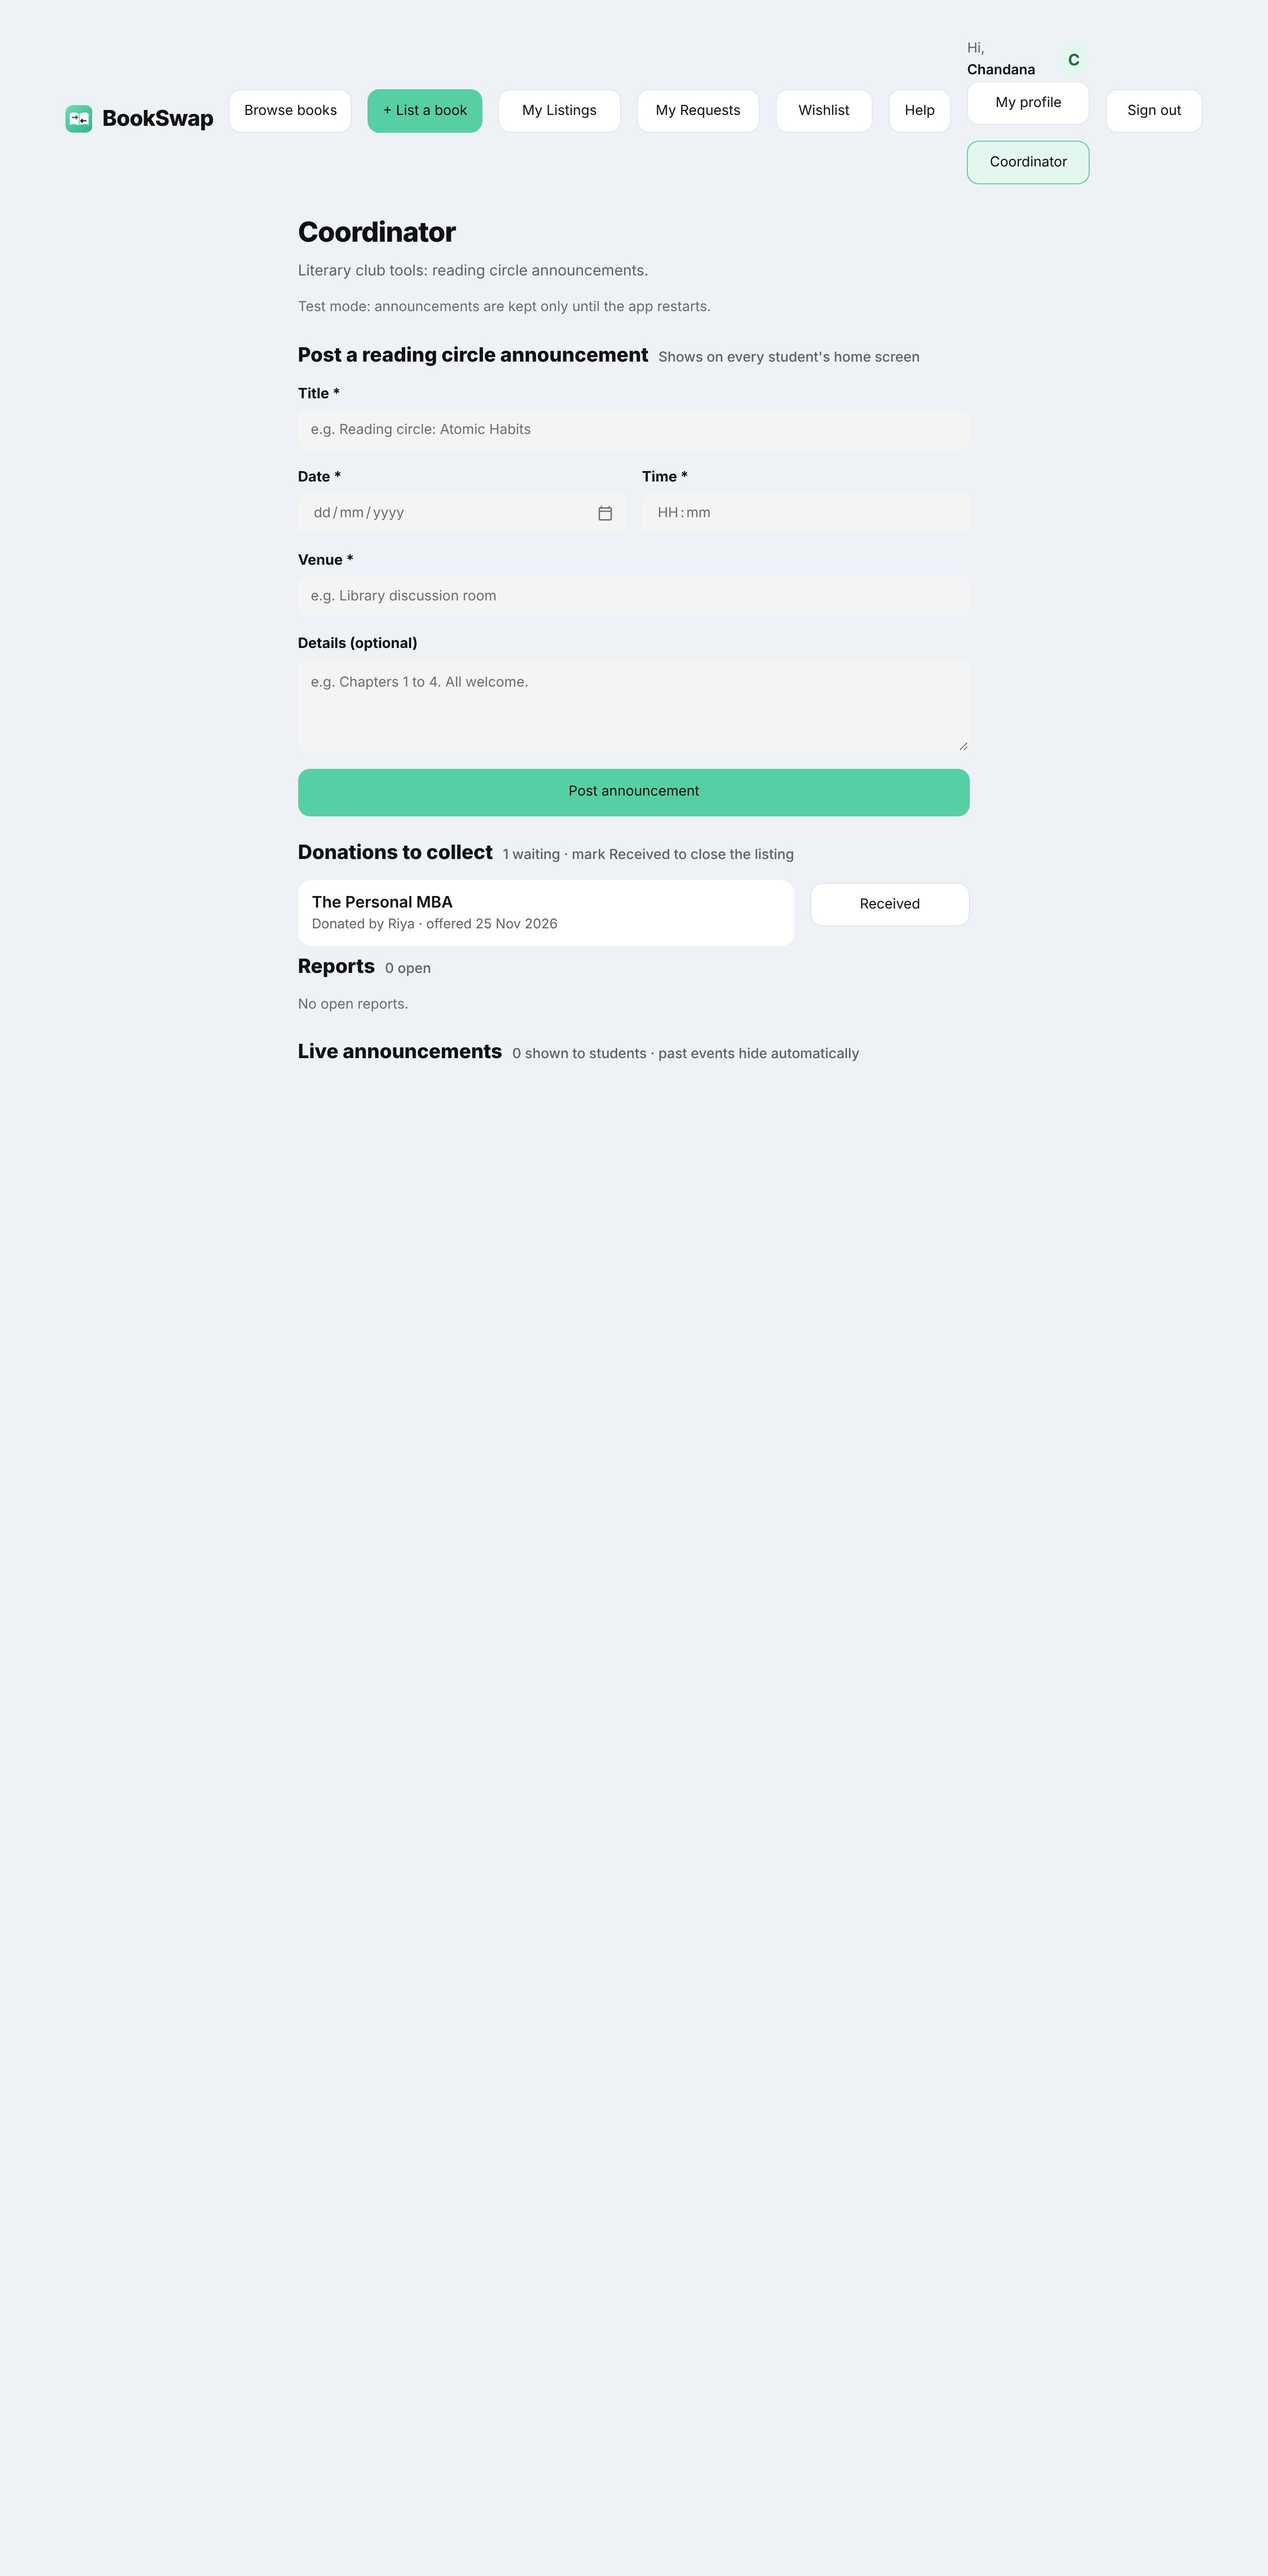 Hi,
Chandana
C
BookSwap
Browse books
+ List a book
My Listings
My Requests
Wishlist
Help
My profile
Sign out
Coordinator
Coordinator
Literary club tools: reading circle announcements.
Test mode: announcements are kept only until the app restarts.
Post a reading circle announcement Shows on every student's home screen
Title *
e.g. Reading circle: Atomic Habits
Date *
Time *
dd/mm/yyyy
HH:mm
Venue *
e.g. Library discussion room
Details (optional)
e.g. Chapters 1 to 4. All welcome.
Post announcement
Donations to collect 1 waiting · mark Received to close the listing
The Personal MBA
Donated by Riya · offered 25 Nov 2026
Received
Reports 0 open
No open reports.
Live announcements 0 shown to students · past events hide automatically